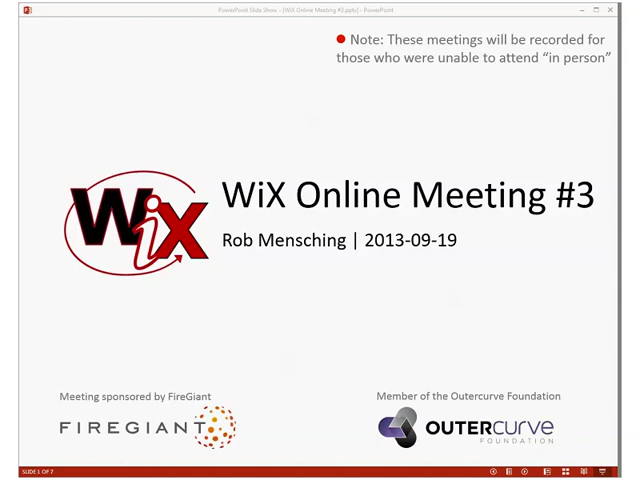 PowerPoint Slide Show - [WiX Online Meeting #3.pptx] - PowerPoint
Note: These meetings will be recorded for
those who were unable to attend “in person”
WiX
WiX Online Meeting #3
Rob Mensching | 2013-09-19
Meeting sponsored by FireGiant
FIREGIANT
Member of the Outercurve Foundation
OUTERCURVE
FOUNDATION
SLIDE 1 OF 7